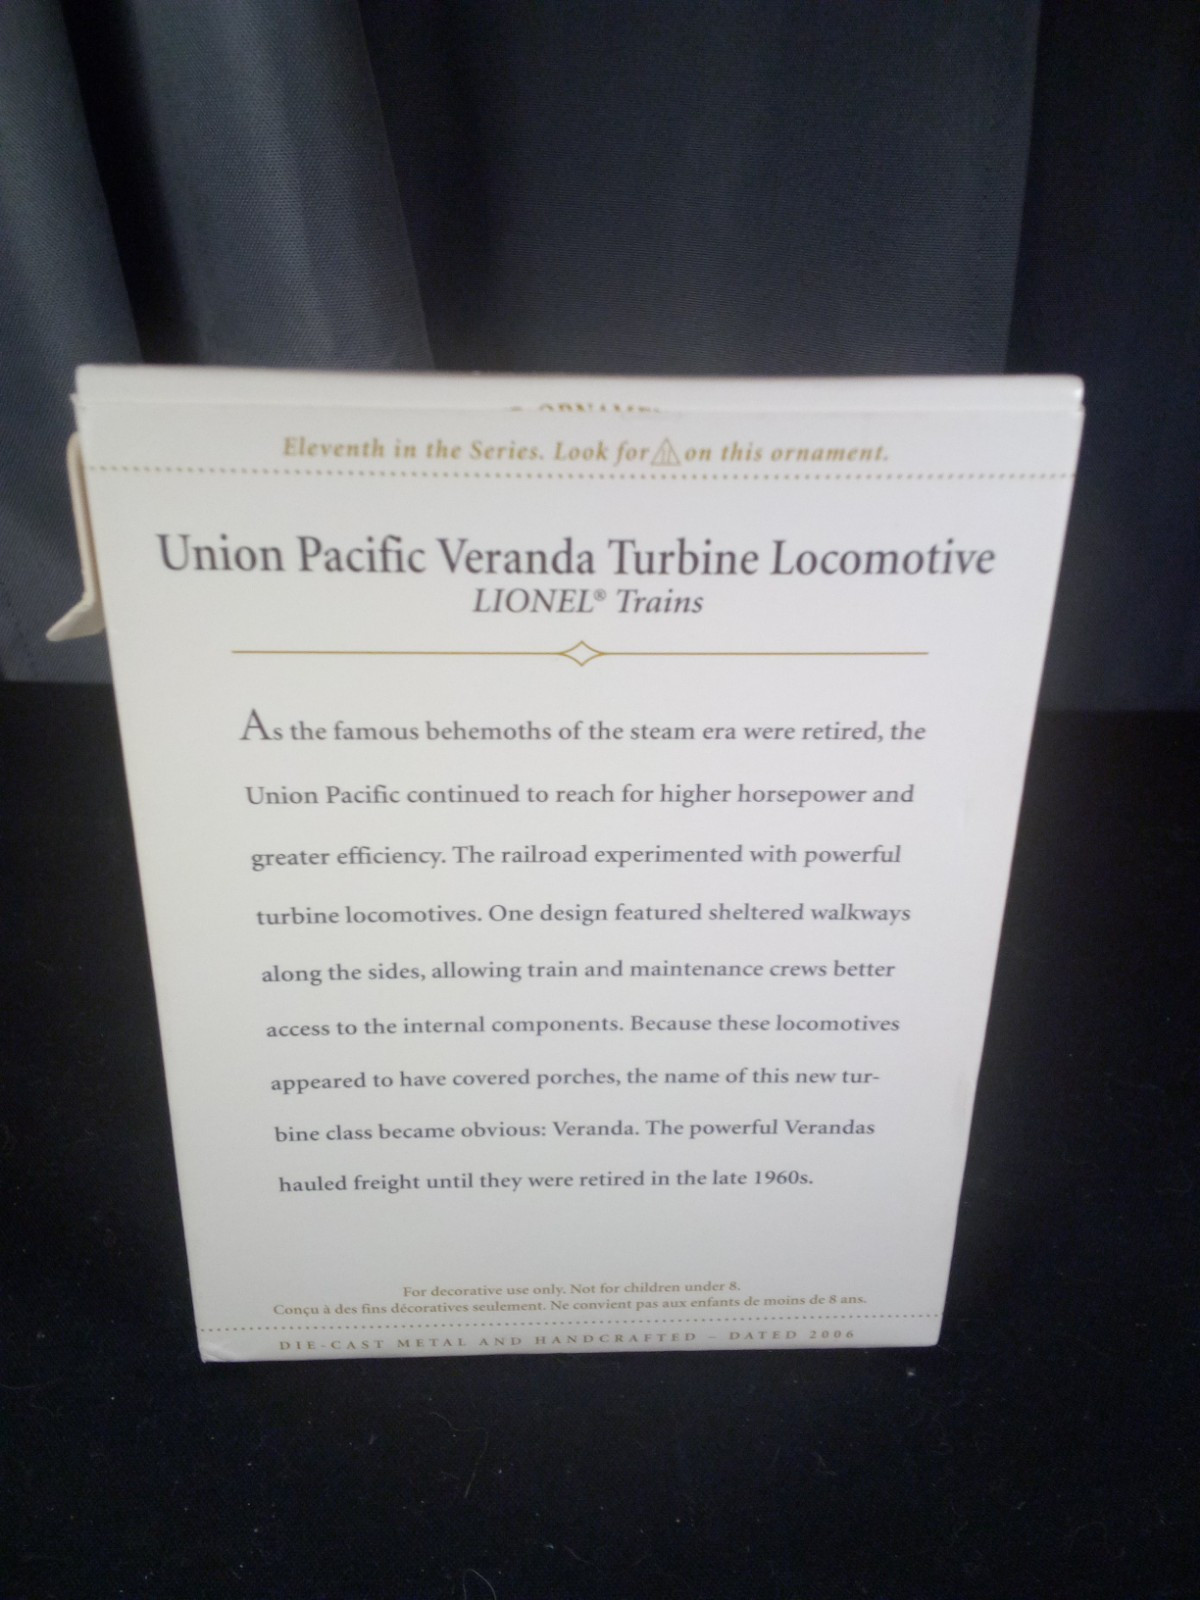 Eleventh in the Series. Look for on this ornament.
Union Pacific Veranda Turbine Locomotive
LIONEL® Trains
As the famous behemoths of the steam era were retired, the
Union Pacific continued to reach for higher horsepower and
greater efficiency. The railroad experimented with powerful
turbine locomotives. One design featured sheltered walkways
along the sides, allowing train and maintenance crews better
access to the internal components. Because these locomotives
appeared to have covered porches, the name of this new tur-
bine class became obvious: Veranda. The powerful Verandas
hauled freight until they were retired in the late 1960s.
For decorative use only. Not for children under 8.
Conçu à des fins décoratives seulement. Ne convient pas aux enfants de moins de 8 ans.
DIE-CAST METAL AND HANDCRAFTED – DATED 2006